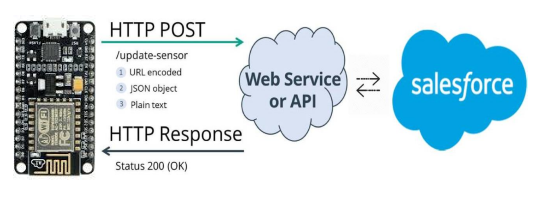 HTTP POST
/update-sensor
1 URL encoded
2 JSON object
3 Plain text
HTTP Response
Status 200 (OK)
Web Service
or API
salesforce